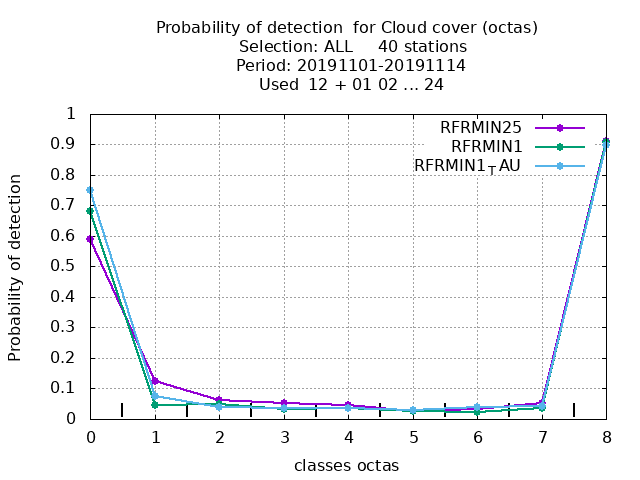 Probability of detection  for Cloud cover (octas)
Selection: ALL     40 stations
Period: 20191101-20191114
Used  12 + 01 02 ... 24
RFRMIN25
RFRMIN1
RFRMIN1TAU
Probability of detection
1
0.9
0.8
0.7
0.6
0.5
0.4
0.3
0.2
0.1
0
0 1 2 3 4 5 6 7 8
classes octas